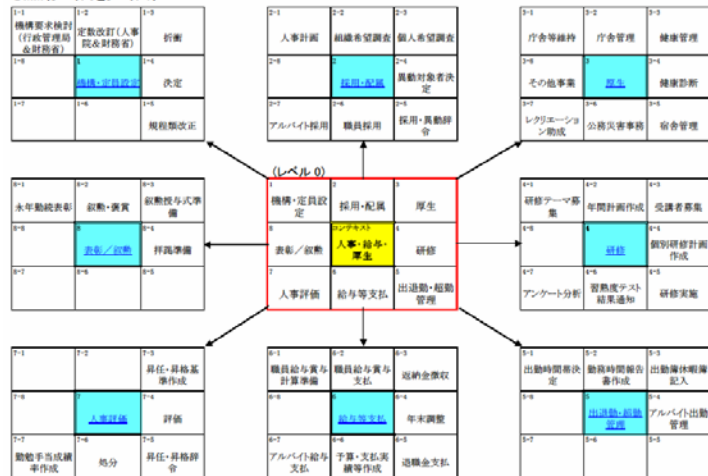 1-1
機構要求検討
(行政管理局
&財務省)
1-2
定数改訂(人事
院&財務省)
1-3
折衝
1-8
1
機構・定員設定
1-4
決定
1-7
1-6
1-5
規程類改正
2-1
人事計画
2-2
組織希望調査
2-3
個人希望調査
2-8
2
採用・配属
2-4
異動対象者決
定
2-7
アルバイト採用
2-6
職員採用
2-5
採用・異動辞
令
3-1
庁舎等維持
3-2
庁舎管理
3-3
健康管理
3-8
その他事業
3
厚生
3-4
健康診断
3-7
レクリエーショ
ン助成
3-6
公務災害事務
3-5
宿舎管理
8-1
永年勤続表彰
8-2
叙勲・褒賞
8-3
叙勲授与式準
備
8-8
8
表彰/叙勲
8-4
拝謁準備
8-7
8-6
8-5
(レベル 0)
1
機構・定員設
定
2
採用・配属
3
厚生
8
表彰/叙勲
コンテキスト
人事・給与・
厚生
4
研修
7
人事評価
6
給与等支払
5
出退勤・超勤
管理
4-1
研修テーマ募
集
4-2
年間計画作成
4-3
受講者募集
4-8
4
研修
4-4
個別研修計画
作成
4-7
アンケート分析
4-6
習熟度テスト
結果通知
4-5
研修実施
7-1
7-2
7-3
昇任・昇格基
準作成
7-8
7
人事評価
7-4
評価
7-7
勤勉手当成績
率作成
7-6
処分
7-5
昇任・昇格辞
令
6-1
職員給与賞与
計算準備
6-2
職員給与賞与
支払
6-3
返納金徴収
6-8
6
給与等支払
6-4
年末調整
6-7
アルバイト給与
支払
6-6
予算・支払実
績等作成
6-5
退職金支払
5-1
出勤時間帯決
定
5-2
勤務時間報告
書作成
5-3
出勤簿休暇簿
記入
5-8
5
出退勤・超勤
管理
5-4
アルバイト出勤
管理
5-7
5-6
5-5